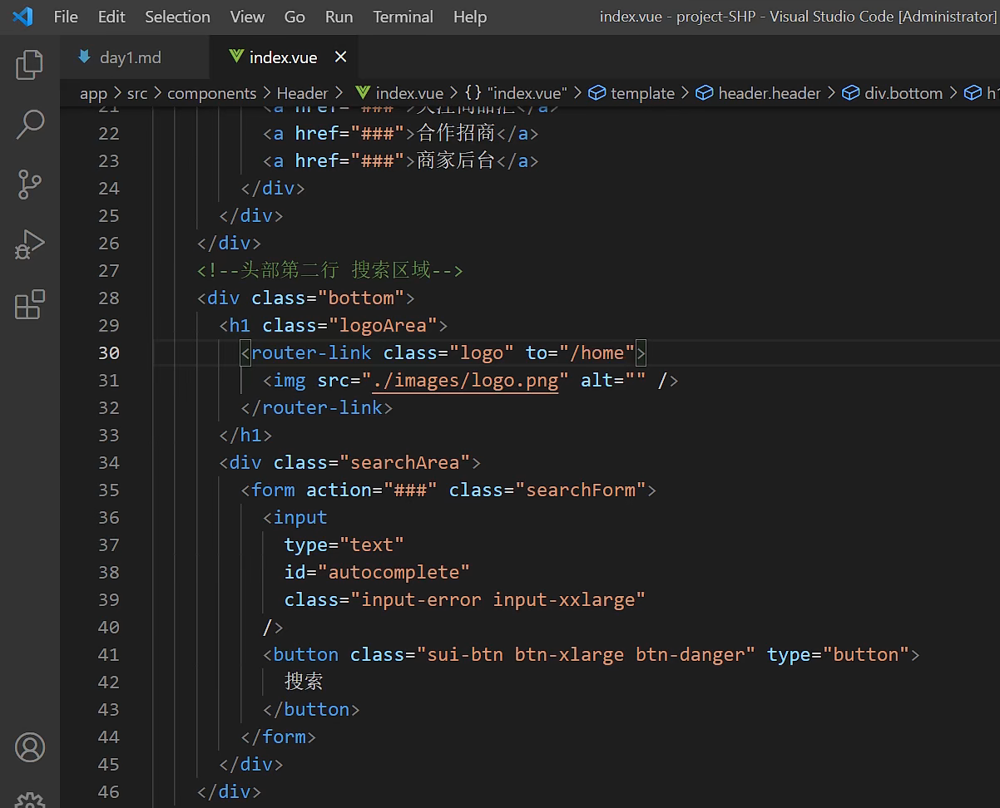 File Edit Selection View Go Run Terminal Help index.vue - project-SHP - Visual Studio Code [Administrator]
day1.md index.vue ×
app > src > components > Header > index.vue > {} "index.vue" > template > header.header > div.bottom > h1
21 <a href="###">关注尚品汇</a>
22 <a href="###">合作招商</a>
23 <a href="###">商家后台</a>
24 </div>
25 </div>
26 </div>
27 <!--头部第二行 搜索区域-->
28 <div class="bottom">
29 <h1 class="logoArea">
30 <router-link class="logo" to="/home">
31 <img src="./images/logo.png" alt="" />
32 </router-link>
33 </h1>
34 <div class="searchArea">
35 <form action="###" class="searchForm">
36 <input
37 type="text"
38 id="autocomplete"
39 class="input-error input-xxlarge"
40 />
41 <button class="sui-btn btn-xlarge btn-danger" type="button">
42 搜索
43 </button>
44 </form>
45 </div>
46 </div>